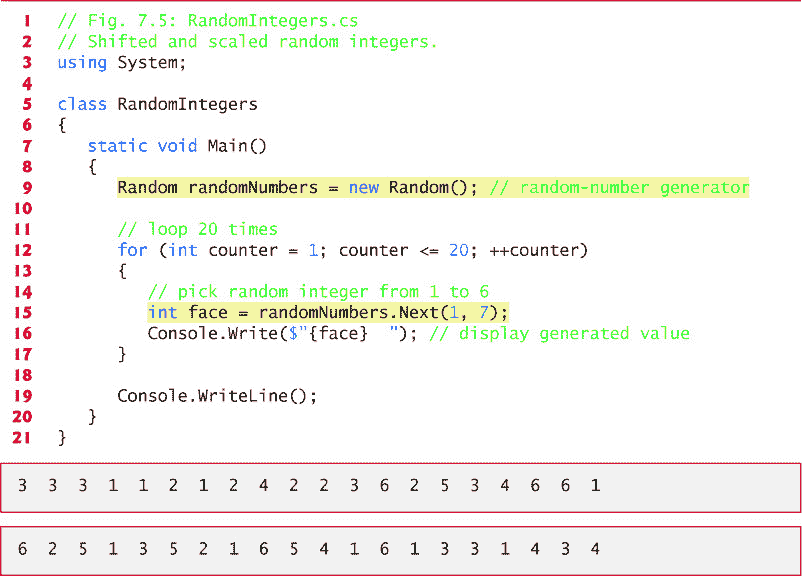 1 // Fig. 7.5: RandomIntegers.cs
2 // Shifted and scaled random integers.
3 using System;
4
5 class RandomIntegers
6 {
7 static void Main()
8 {
9 Random randomNumbers = new Random(); // random-number generator
10
11 // loop 20 times
12 for (int counter = 1; counter <= 20; ++counter)
13 {
14 // pick random integer from 1 to 6
15 int face = randomNumbers.Next(1, 7);
16 Console.Write($"{face}  "); // display generated value
17 }
18
19 Console.WriteLine();
20 }
21 }
3 3 3 1 1 2 1 2 4 2 2 3 6 2 5 3 4 6 6 1
6 2 5 1 3 5 2 1 6 5 4 1 6 1 3 3 1 4 3 4